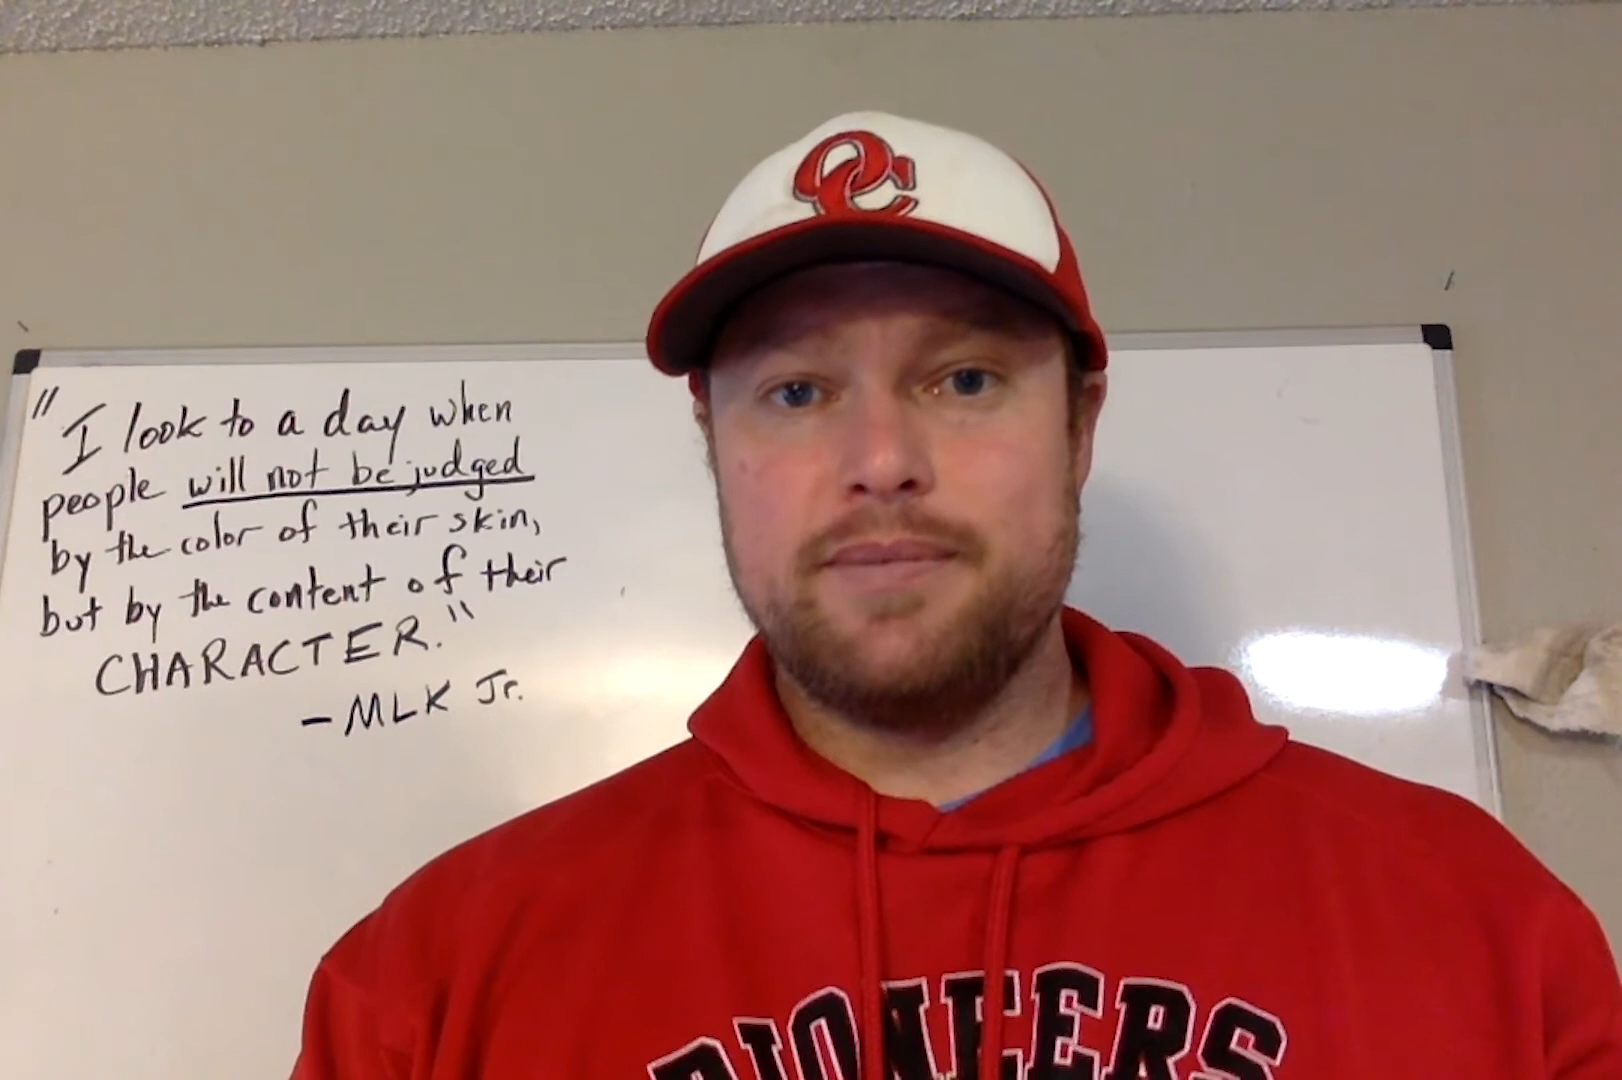 "I look to a day when
people will not be judged
by the color of their skin,
but by the content of their
CHARACTER."
- MLK Jr.
OC
PIONEERS